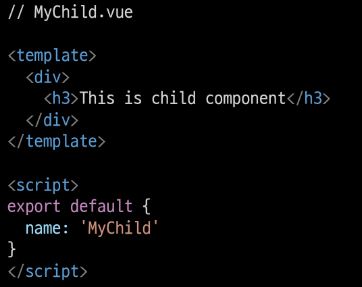 // MyChild.vue

<template>
  <div>
    <h3>This is child component</h3>
  </div>
</template>

<script>
export default {
  name: 'MyChild'
}
</script>